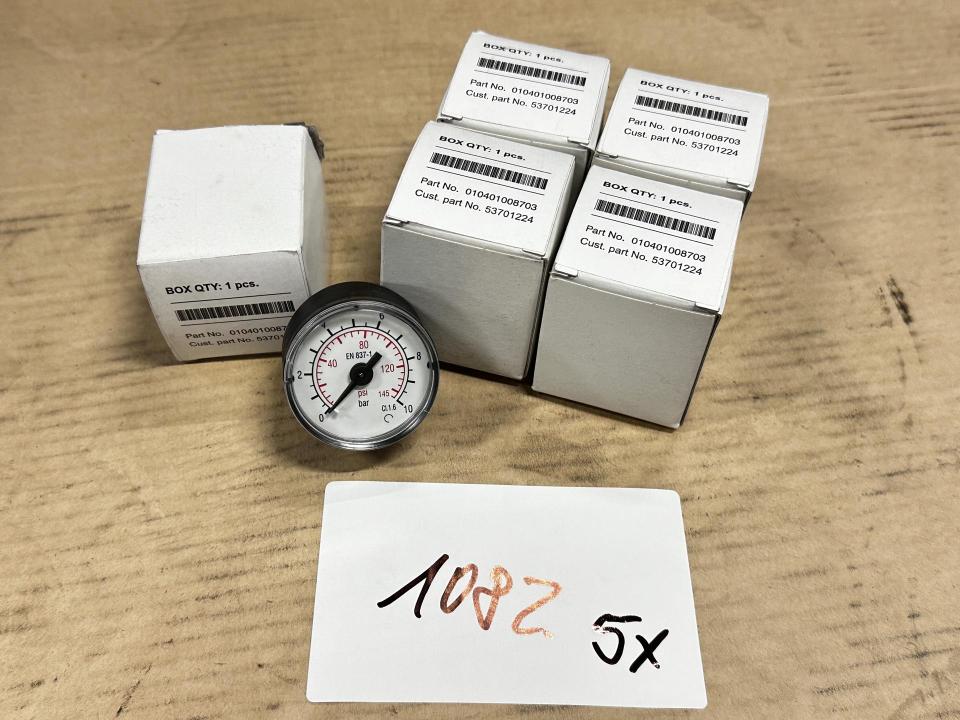 BOX QTY: 1 pcs.
Part No. 010401008703
Cust. part No. 53701224
BOX QTY: 1 pcs.
Part No. 010401008703
Cust. part No. 53701224
BOX QTY: 1 pcs.
Part No. 010401008703
Cust. part No. 53701224
BOX QTY: 1 pcs.
Part No. 010401008703
Cust. part No. 53701224
BOX QTY: 1 pcs.
Part No. 0104010087
Cust. part No. 5370
0 2 4 6 8 10
40 80 120 145
EN 837-1
psi
bar
Cl.1.6
1082
5x